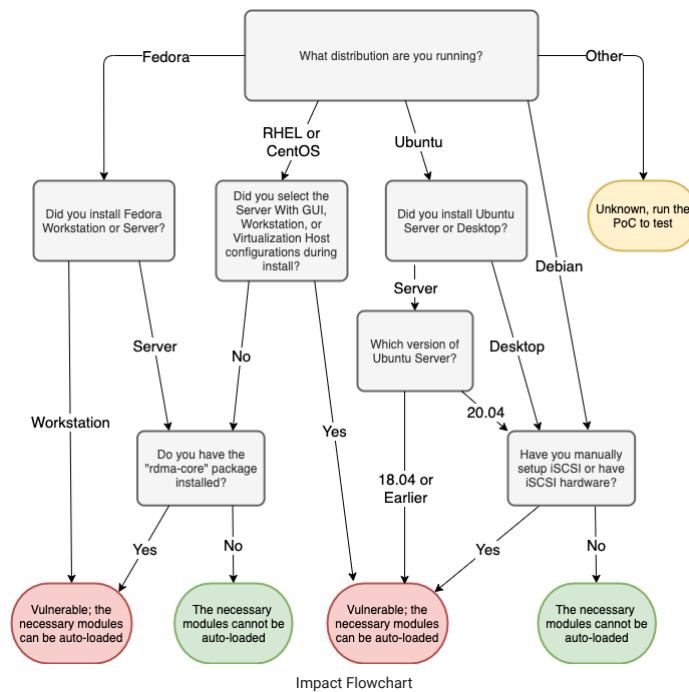 What distribution are you running?
Fedora
Other
RHEL or
CentOS
Ubuntu
Did you install Fedora
Workstation or Server?
Did you select the
Server With GUI,
Workstation, or
Virtualization Host
configurations during
install?
Did you install Ubuntu
Server or Desktop?
Unknown, run the
PoC to test
Debian
Server
Which version of
Ubuntu Server?
Server
No
Desktop
Workstation
20.04
Yes
Do you have the
"rdma-core" package
installed?
18.04 or
Earlier
Have you manually
setup iSCSI or have
iSCSI hardware?
Yes
No
Yes
No
Vulnerable; the
necessary modules
can be auto-loaded
The necessary
modules cannot be
auto-loaded
Vulnerable; the
necessary modules
can be auto-loaded
The necessary
modules cannot be
auto-loaded
Impact Flowchart